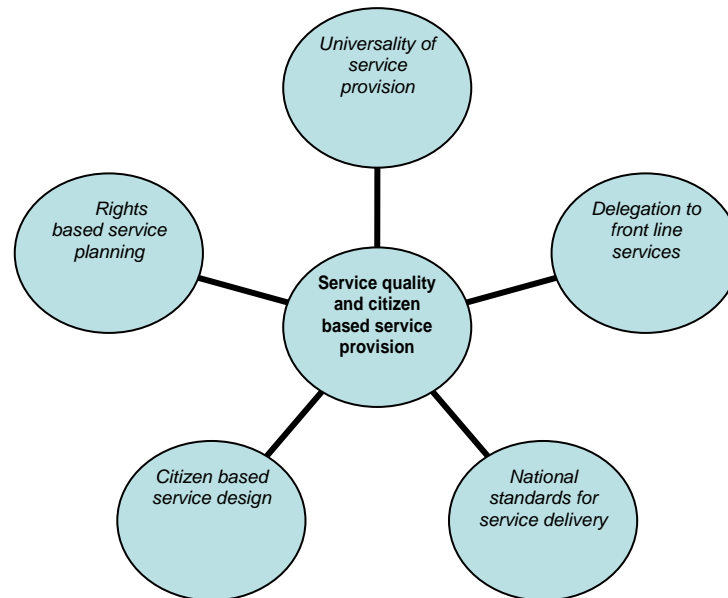 Universality of
service
provision
Rights
based service
planning
Delegation to
front line
services
Service quality
and citizen
based service
provision
Citizen based
service design
National
standards for
service delivery